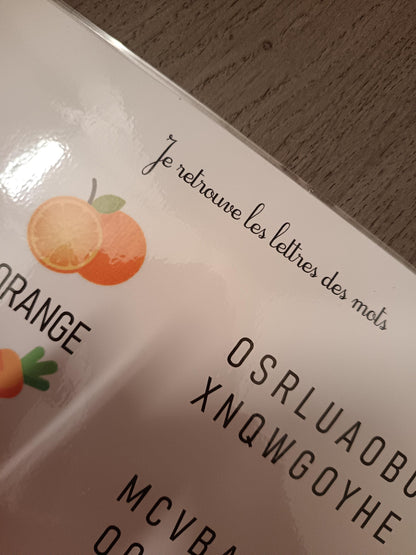 Je retrouve les lettres des mots
ORANGE
OSRLUAOB
XNQWGOYHE
MCVBA